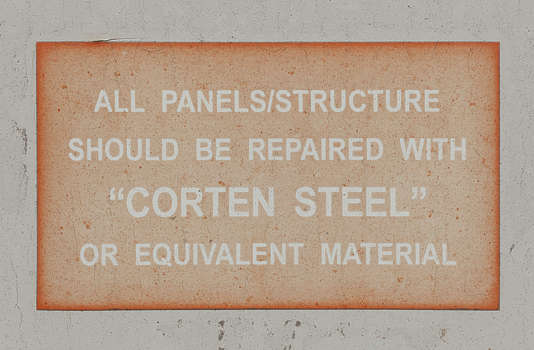 ALL PANELS/STRUCTURE
SHOULD BE REPAIRED WITH
“CORTEN STEEL”
OR EQUIVALENT MATERIAL